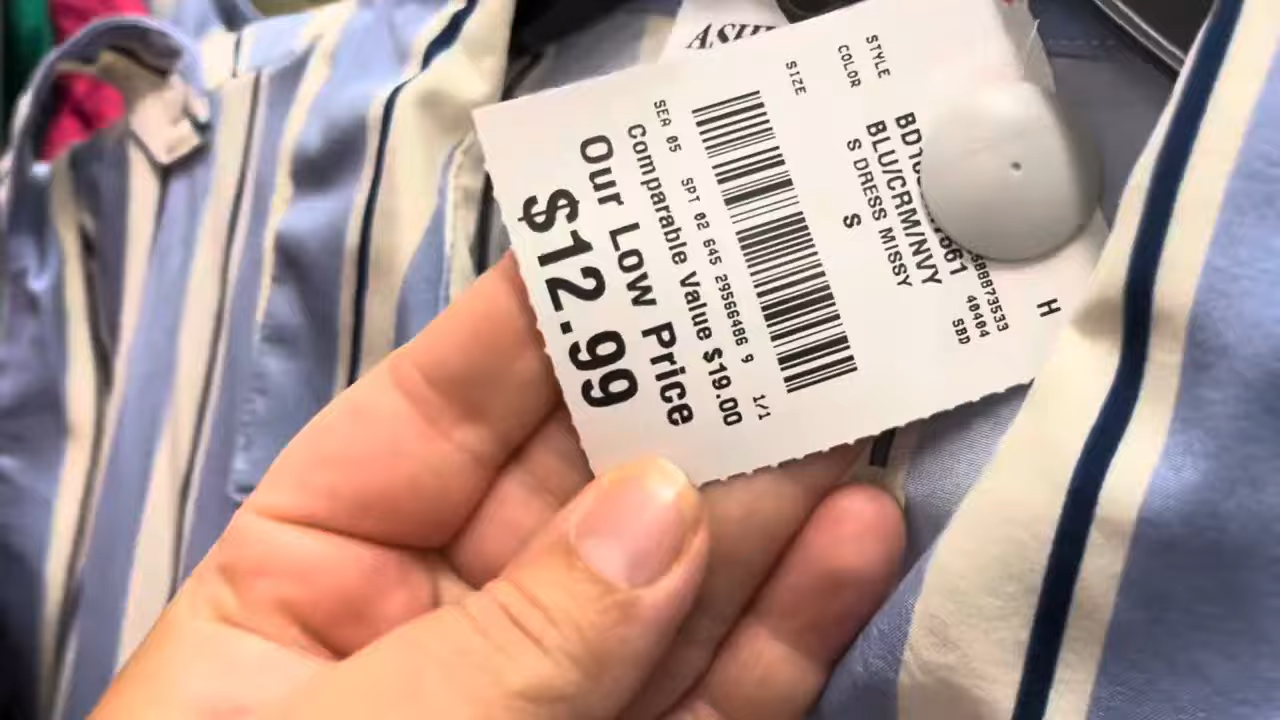 H
40404
SBD
BLU/CRM/NVY
S DRESS MISSY
S
STYLE
COLOR
SIZE
SEA 05 SPT 02 645 29566486 9 1/1
Comparable Value $19.00
Our Low Price
$12.99